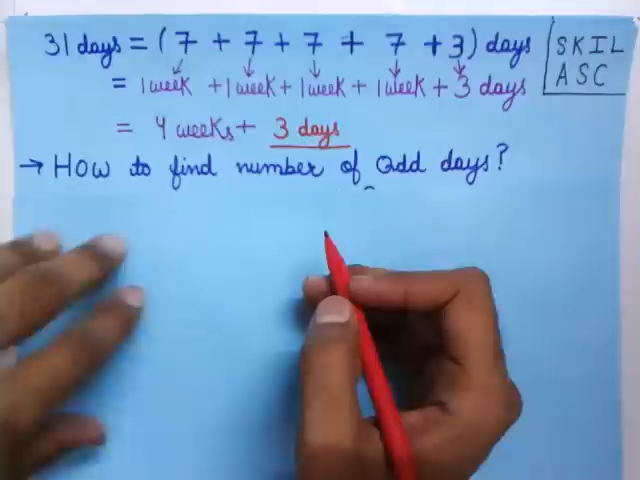 31 days = (7 + 7 + 7 + 7 + 3) days
= 1 week + 1 week + 1 week + 1 week + 3 days
= 4 weeks + 3 days
→ How to find number of odd days?
SKIL
ASC